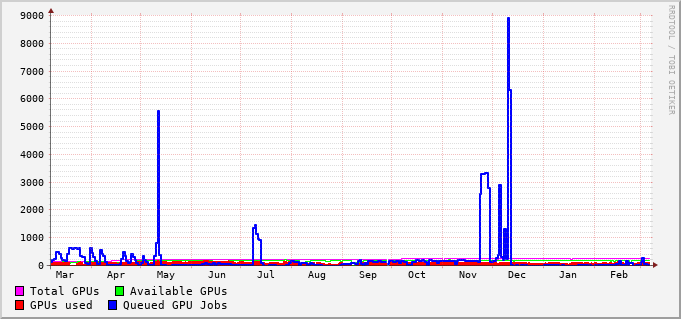 9000
8000
7000
6000
5000
4000
3000
2000
1000
0
Mar Apr May Jun Jul Aug Sep Oct Nov Dec Jan Feb
Total GPUs Available GPUs
GPUs used Queued GPU Jobs
RRDTOOL / TOBI OETIKER